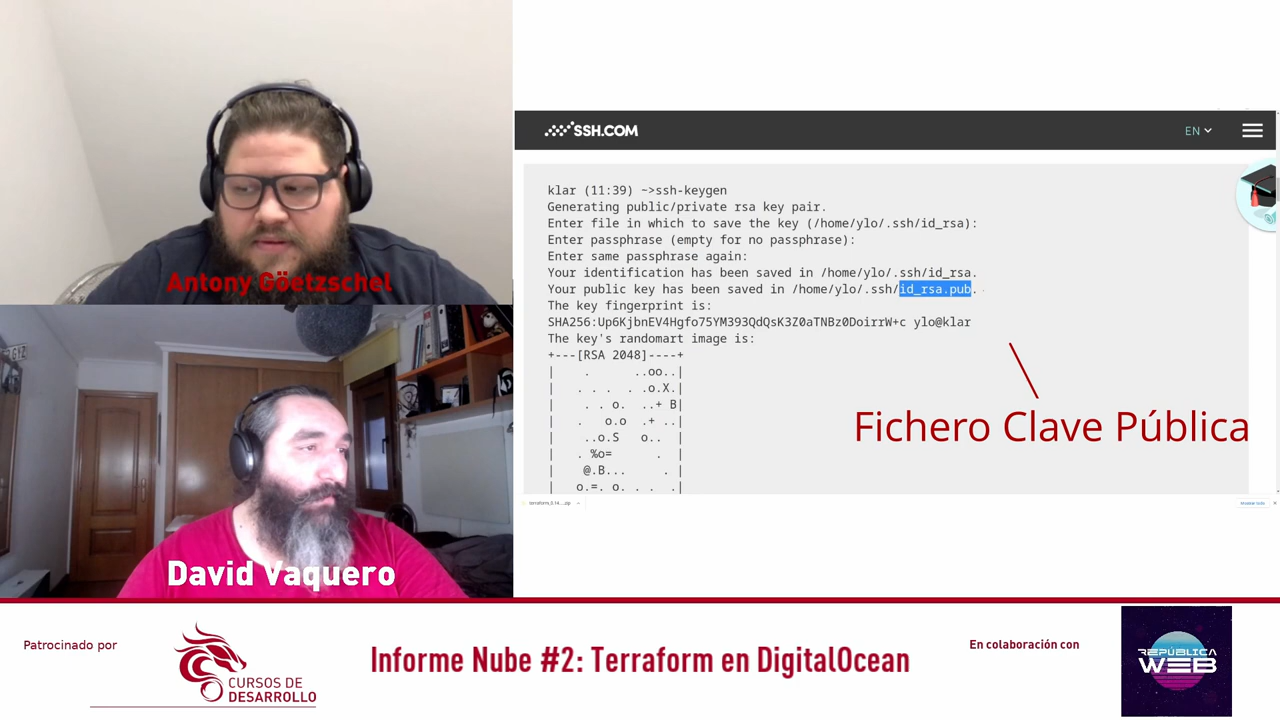 Antony Göetzschel
David Vaquero
SSH.COM
EN
klar (11:39) ~>ssh-keygen
Generating public/private rsa key pair.
Enter file in which to save the key (/home/ylo/.ssh/id_rsa):
Enter passphrase (empty for no passphrase):
Enter same passphrase again:
Your identification has been saved in /home/ylo/.ssh/id_rsa.
Your public key has been saved in /home/ylo/.ssh/id_rsa.pub.
The key fingerprint is:
SHA256:Up6KjbnEV4Hgfo75YM393QdQsK3Z0aTNBz0DoirrW+c ylo@klar
The key's randomart image is:
+---[RSA 2048]----+
|    .      ..oo..|
|   . . .  . .o.X.|
|    . . o.  ..+ B|
|   .   o.o  .+ ..|
|    ..o.S   o..  |
|   . %o=      .  |
|    @.B...     . |
|   o.=. o. . .  .|
Fichero Clave Pública
Patrocinado por
CURSOS DE
DESARROLLO
Informe Nube #2: Terraform en DigitalOcean
En colaboración con
REPÚBLICA
WEB